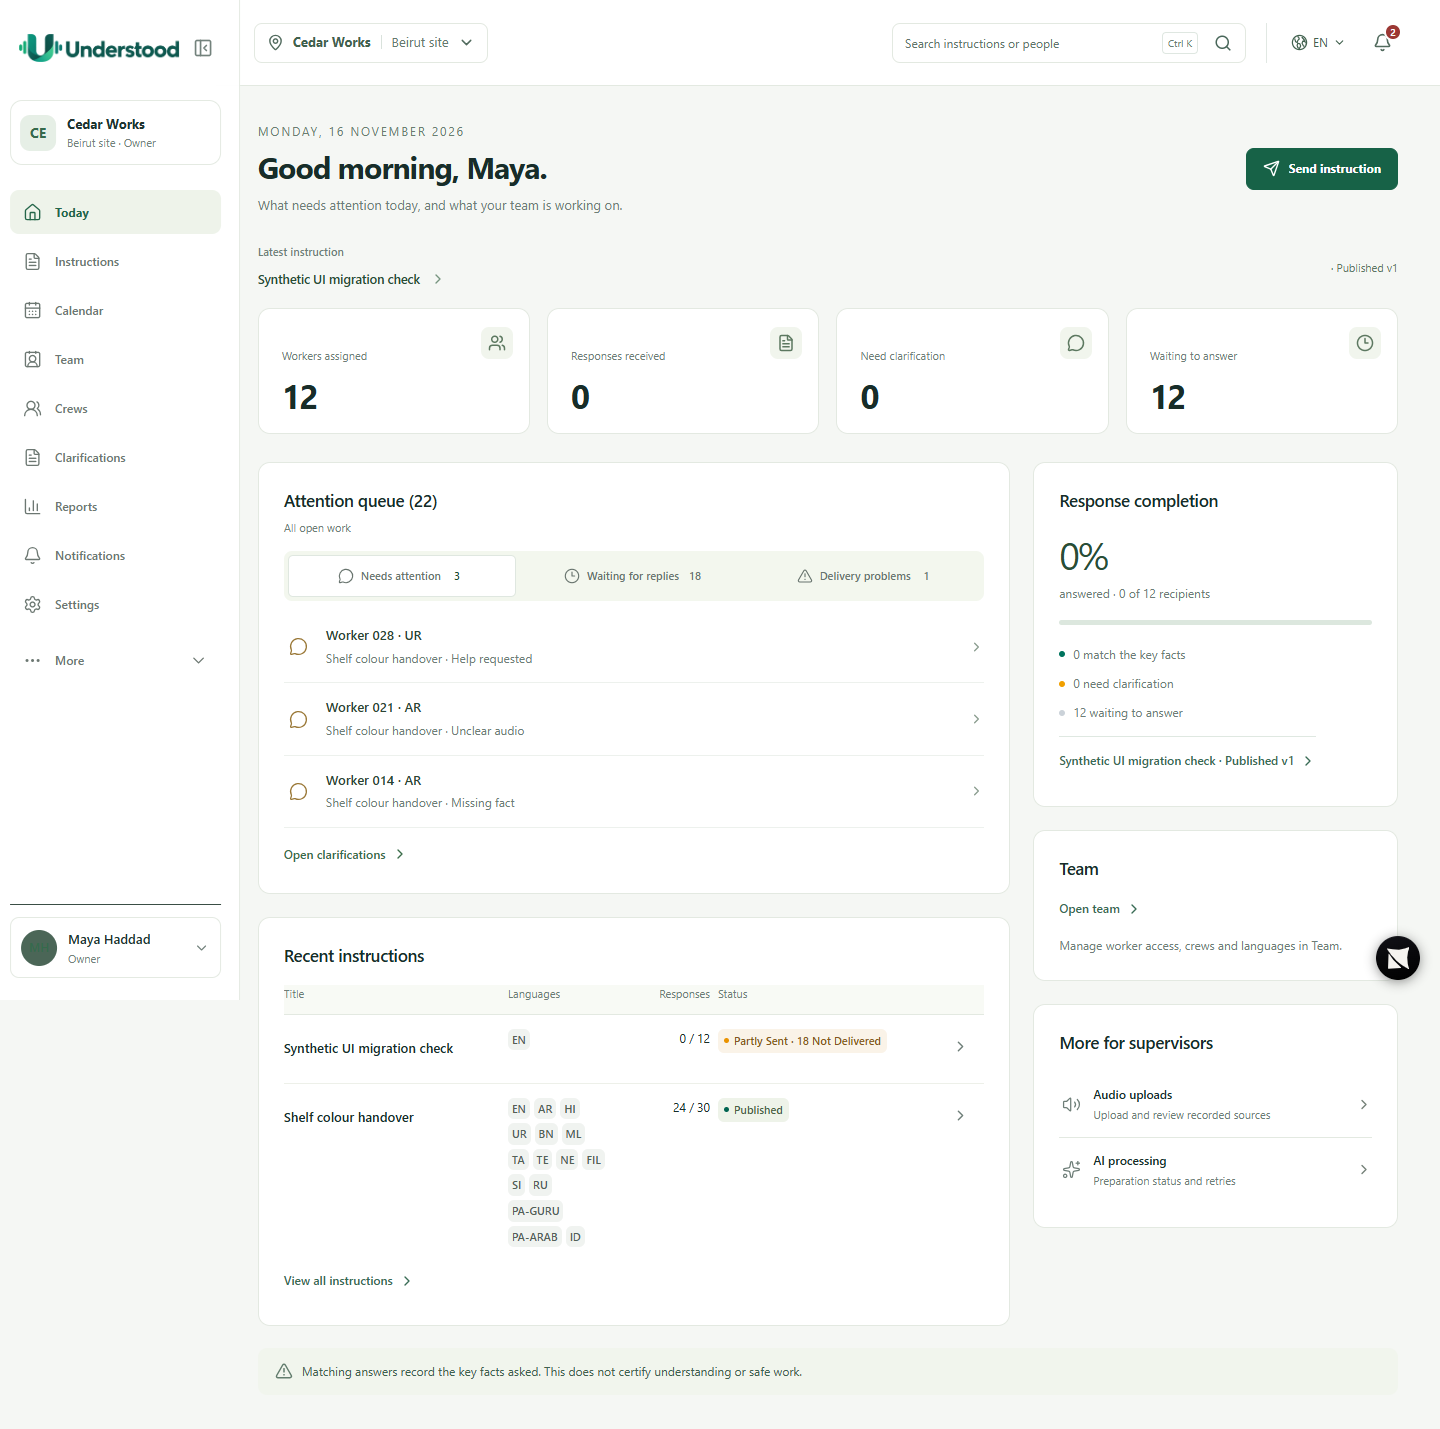 Understood
Cedar Works
Beirut site
Search instructions or people
Ctrl K
EN
2
CE
Cedar Works
Beirut site · Owner
Today
Instructions
Calendar
Team
Crews
Clarifications
Reports
Notifications
Settings
More
Maya Haddad
Owner
MONDAY, 16 NOVEMBER 2026
Good morning, Maya.
What needs attention today, and what your team is working on.
Send instruction
Latest instruction
Synthetic UI migration check
· Published v1
Workers assigned
12
Responses received
0
Need clarification
0
Waiting to answer
12
Attention queue (22)
All open work
Needs attention 3
Waiting for replies 18
Delivery problems 1
Worker 028 · UR
Shelf colour handover · Help requested
Worker 021 · AR
Shelf colour handover · Unclear audio
Worker 014 · AR
Shelf colour handover · Missing fact
Open clarifications
Response completion
0%
answered · 0 of 12 recipients
0 match the key facts
0 need clarification
12 waiting to answer
Synthetic UI migration check · Published v1
Team
Open team
Manage worker access, crews and languages in Team.
More for supervisors
Audio uploads
Upload and review recorded sources
AI processing
Preparation status and retries
Recent instructions
Title Languages Responses Status
Synthetic UI migration check EN 0 / 12 Partly Sent · 18 Not Delivered
Shelf colour handover EN AR HI 24 / 30 Published
UR BN ML
TA TE NE FIL
SI RU
PA-GURU
PA-ARAB ID
View all instructions
Matching answers record the key facts asked. This does not certify understanding or safe work.